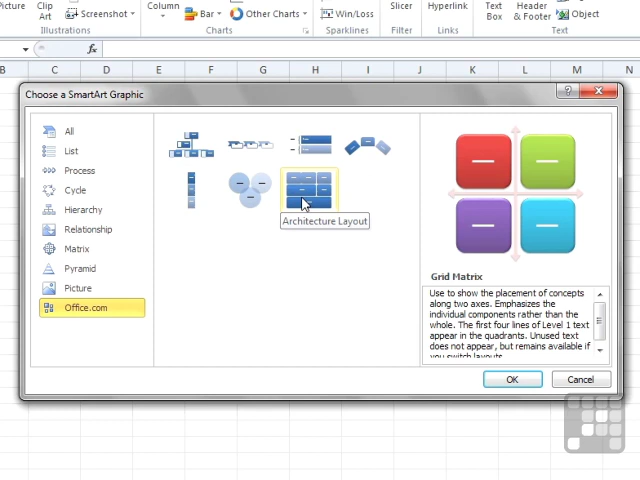 Picture
Clip
Art
Screenshot
Column
Bar
Other Charts
Win/Loss
Slicer
Hyperlink
Text
Box
Header
& Footer
Object
Illustrations
Charts
Sparklines
Filter
Links
Text
fx
B C D E F G H I J K L M N
Choose a SmartArt Graphic
All
List
Process
Cycle
Hierarchy
Relationship
Matrix
Pyramid
Picture
Office.com
Architecture Layout
Grid Matrix
Use to show the placement of concepts
along two axes. Emphasizes the
individual components rather than the
whole. The first four lines of Level 1 text
appear in the quadrants. Unused text
does not appear, but remains available if
you switch layouts.
OK
Cancel